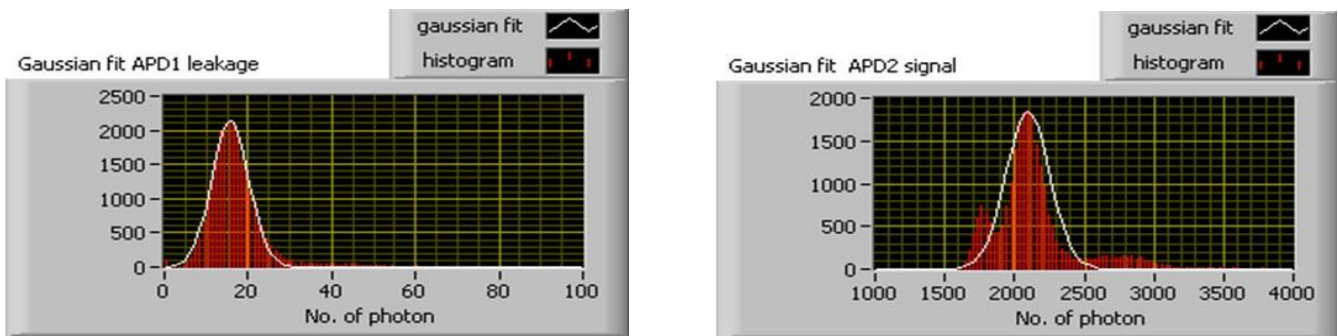 gaussian fit
histogram
Gaussian fit APD1 leakage
2500
2000
1500
1000
500
0
0 20 40 60 80 100
No. of photon
gaussian fit
histogram
Gaussian fit APD2 signal
2000
1500
1000
500
0
1000 1500 2000 2500 3000 3500 4000
No. of photon